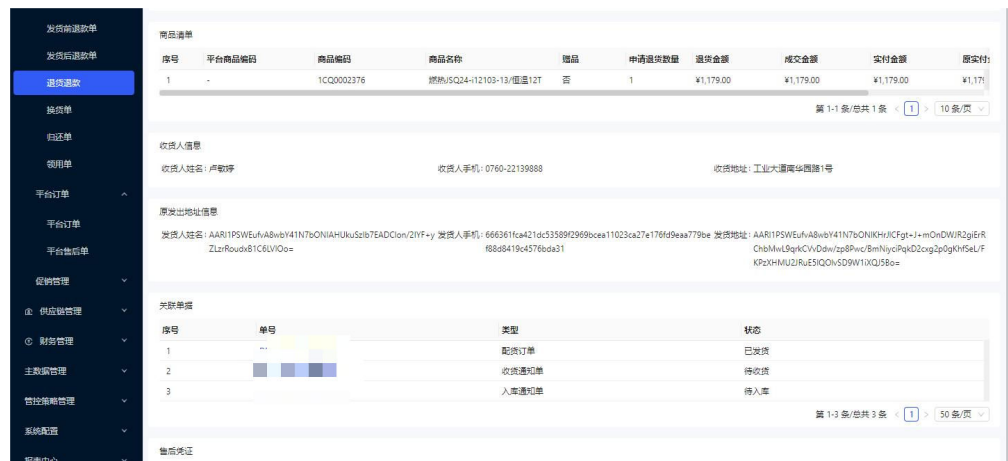 发货前退款单
发货后退款单
退货退款
换货单
归还单
领用单
平台订单
平台订单
平台售后单
促销管理
供应链管理
财务管理
主数据管理
管控策略管理
系统配置
报表中心
商品清单
序号 平台商品编码 商品编码 商品名称 赠品 申请退货数量 退货金额 成交金额 实付金额 原实付
1 - 1CQ0002376 燃热JSQ24-i12103-13/恒温12T 否 1 ¥1,179.00 ¥1,179.00 ¥1,179.00 ¥1,179
第 1-1 条/总共 1 条 < 1 > 10 条/页
收货人信息
收货人姓名: 卢敏婷 收货人手机: 0760-22139888 收货地址: 工业大道南华园路1号
原发出地址信息
发货人姓名: AARI1PSWEufvA8wbY41N7bONIAHUkuSzIb7EADCIon/2IYF+y 发货人手机: 666361fca421dc53589f2969bcea11023ca27e176fd9eaa779be 发货地址: AARI1PSWEufvA8wbY41N7bONIKHrJICFgt+J+mOnDWJR2giErR
ZLzrRoudxB1C6LVIOo= f88d8419c4576bda31 ChbMwL9qrkCVvDdw/zp8Pwc/BmNiyciPqkD2cxg2p0gKhfSeL/F
KPzXHMU2JRuE5IQOlvSD9W1iXQJ5Bo=
关联单据
序号 单号 类型 状态
1 配货订单 已发货
2 收货通知单 待收货
3 入库通知单 待入库
第 1-3 条/总共 3 条 < 1 > 50 条/页
售后凭证